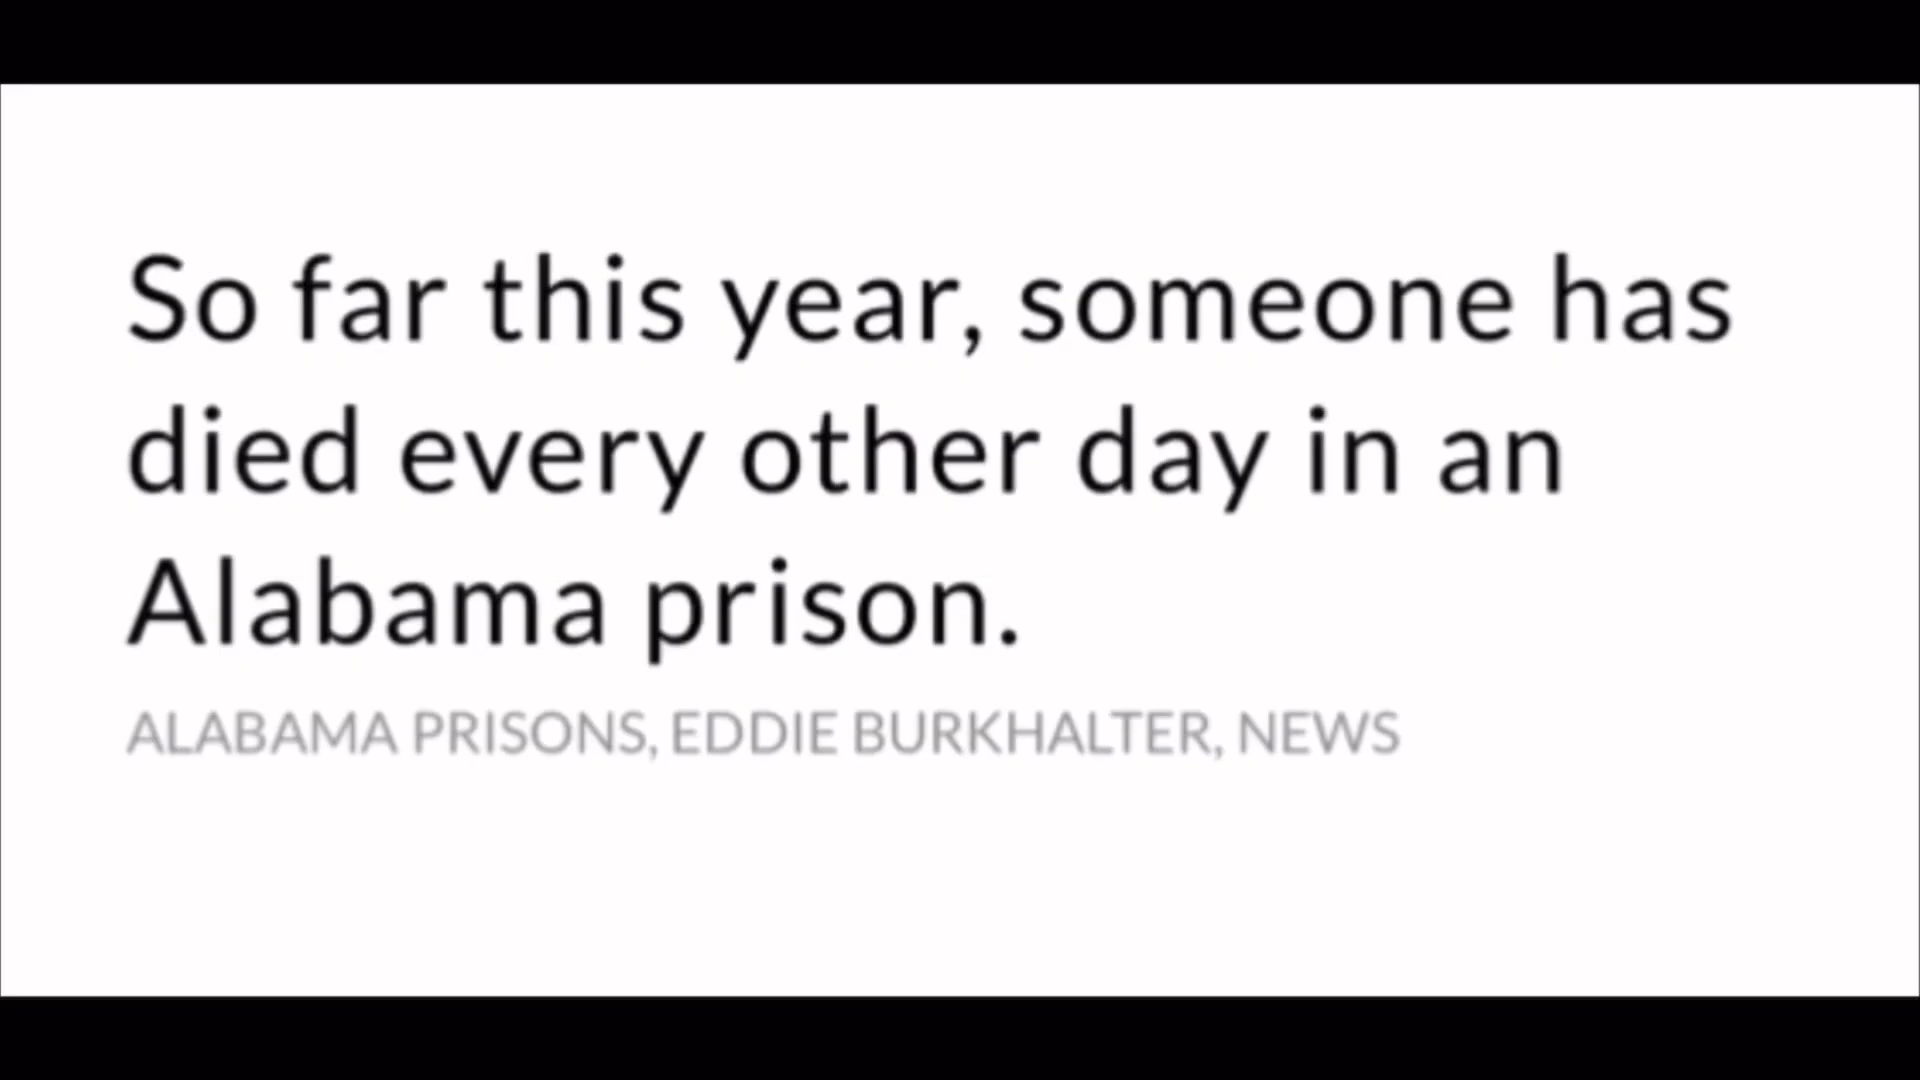 So far this year, someone has
died every other day in an
Alabama prison.
ALABAMA PRISONS, EDDIE BURKHALTER, NEWS